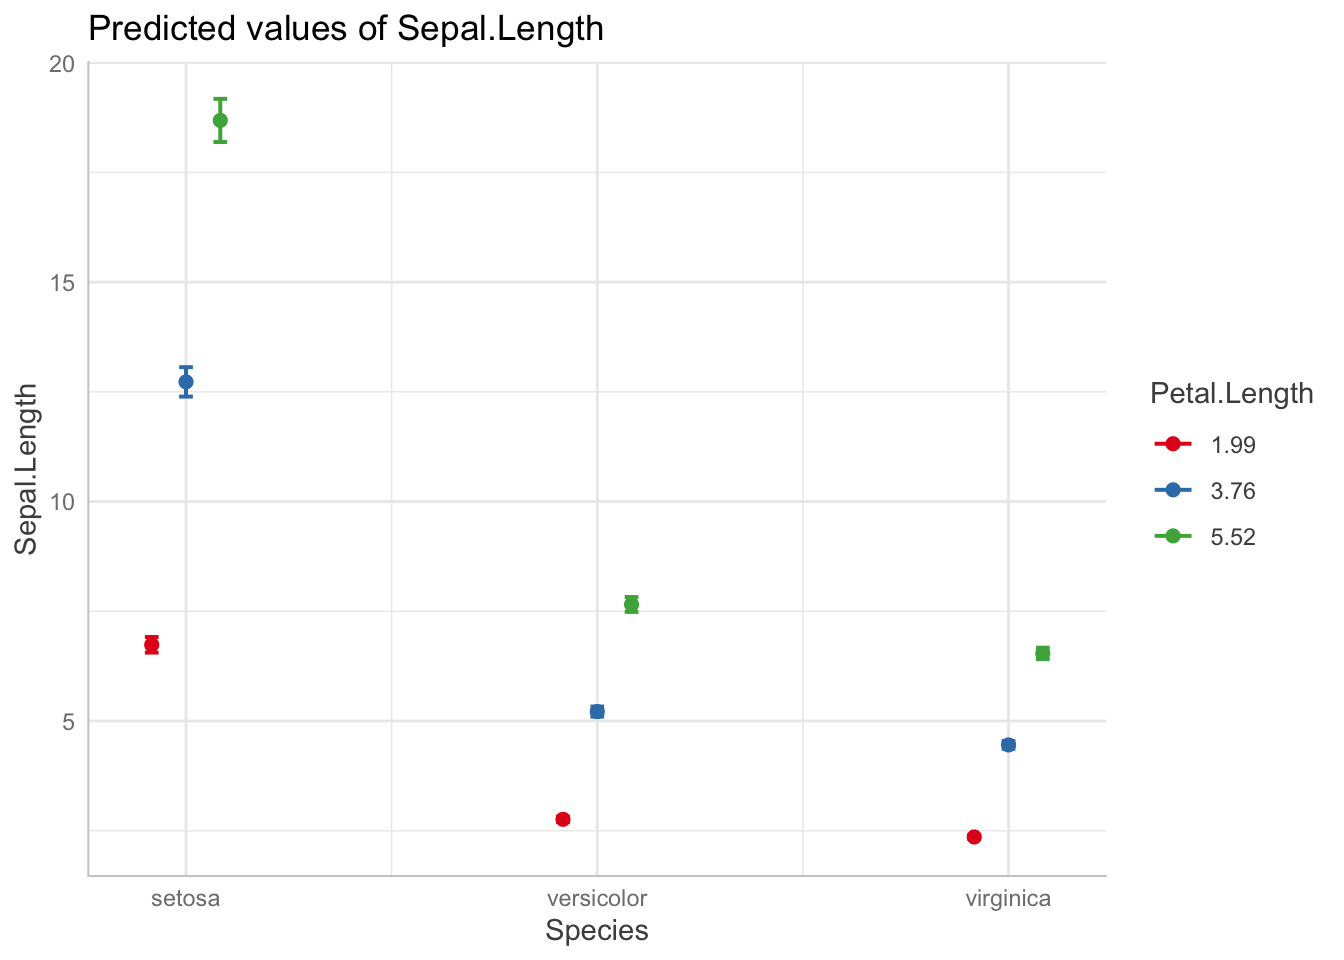 Predicted values of Sepal.Length
20
15
10
5
Sepal.Length
setosa
versicolor
virginica
Species
Petal.Length
1.99
3.76
5.52